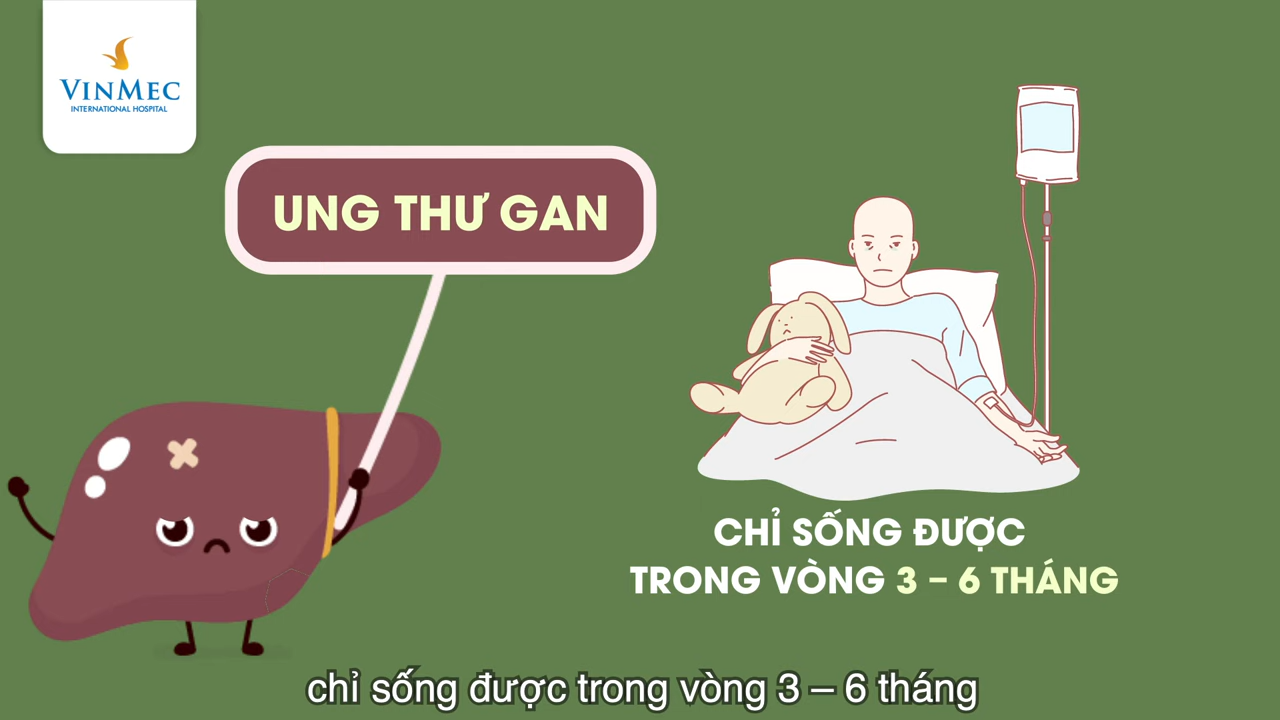 VINMEC
INTERNATIONAL HOSPITAL
UNG THƯ GAN
CHỈ SỐNG ĐƯỢC
TRONG VÒNG 3 – 6 THÁNG
chỉ sống được trong vòng 3 – 6 tháng